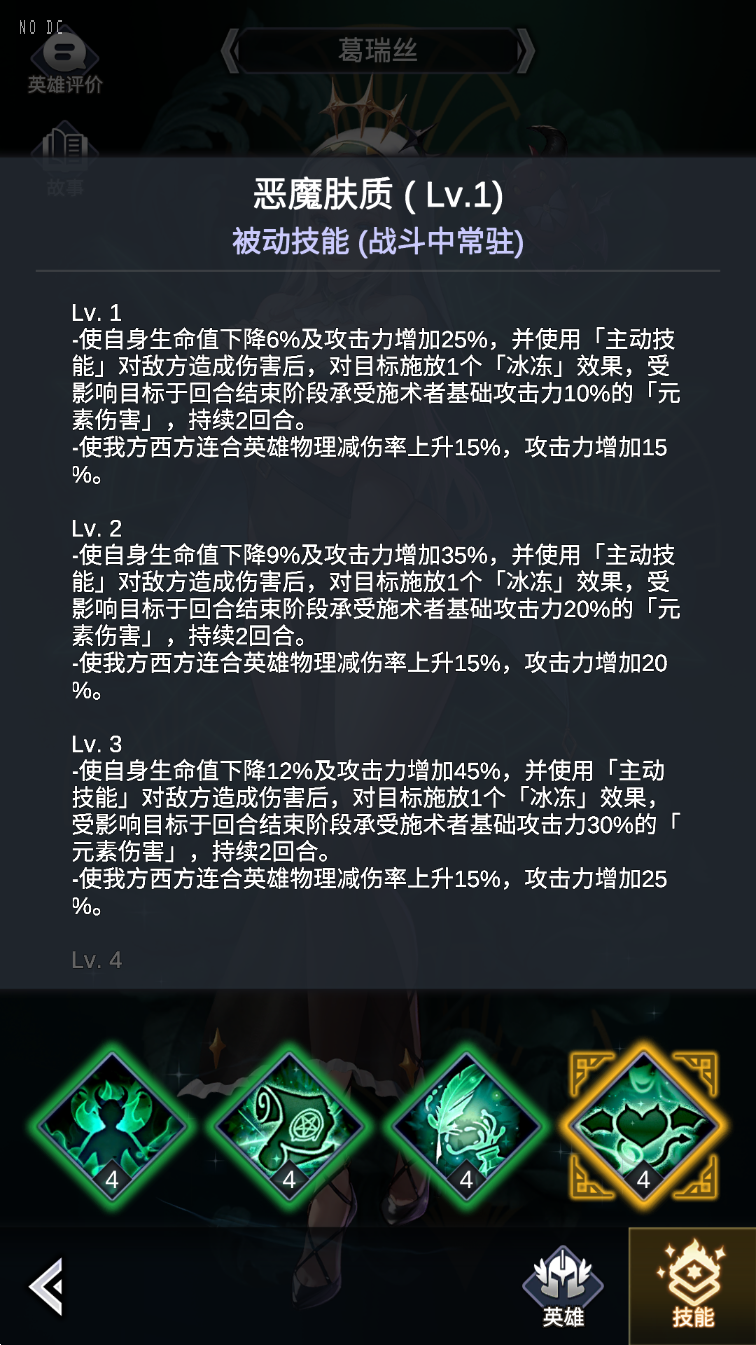 NO DC
葛瑞丝
英雄评价
故事
恶魔肤质 ( Lv.1)
被动技能 (战斗中常驻)
Lv. 1
-使自身生命值下降6%及攻击力增加25%，并使用「主动技
能」对敌方造成伤害后，对目标施放1个「冰冻」效果，受
影响目标于回合结束阶段承受施术者基础攻击力10%的「元
素伤害」，持续2回合。
-使我方西方连合英雄物理减伤率上升15%，攻击力增加15
%。
Lv. 2
-使自身生命值下降9%及攻击力增加35%，并使用「主动技
能」对敌方造成伤害后，对目标施放1个「冰冻」效果，受
影响目标于回合结束阶段承受施术者基础攻击力20%的「元
素伤害」，持续2回合。
-使我方西方连合英雄物理减伤率上升15%，攻击力增加20
%。
Lv. 3
-使自身生命值下降12%及攻击力增加45%，并使用「主动
技能」对敌方造成伤害后，对目标施放1个「冰冻」效果，
受影响目标于回合结束阶段承受施术者基础攻击力30%的「
元素伤害」，持续2回合。
-使我方西方连合英雄物理减伤率上升15%，攻击力增加25
%。
Lv. 4
4 4 4 4
英雄 技能